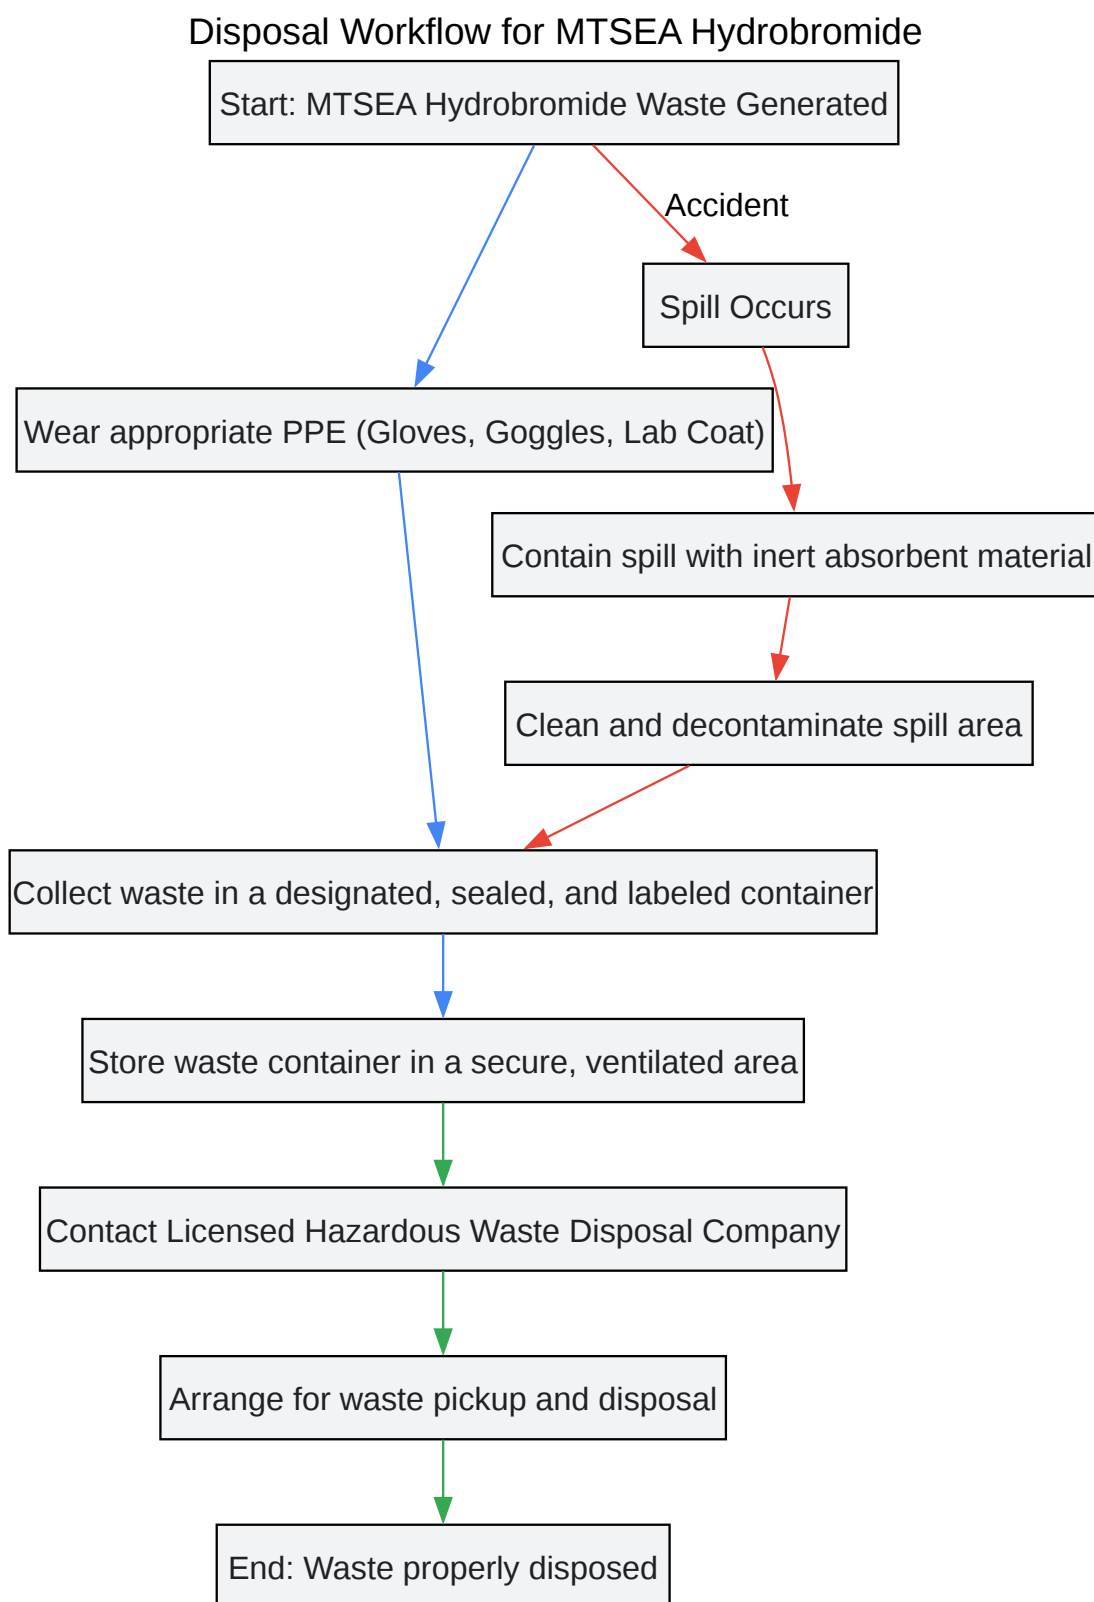 Disposal Workflow for MTSEA Hydrobromide
Start: MTSEA Hydrobromide Waste Generated
Accident
Spill Occurs
Wear appropriate PPE (Gloves, Goggles, Lab Coat)
Contain spill with inert absorbent material
Clean and decontaminate spill area
Collect waste in a designated, sealed, and labeled container
Store waste container in a secure, ventilated area
Contact Licensed Hazardous Waste Disposal Company
Arrange for waste pickup and disposal
End: Waste properly disposed